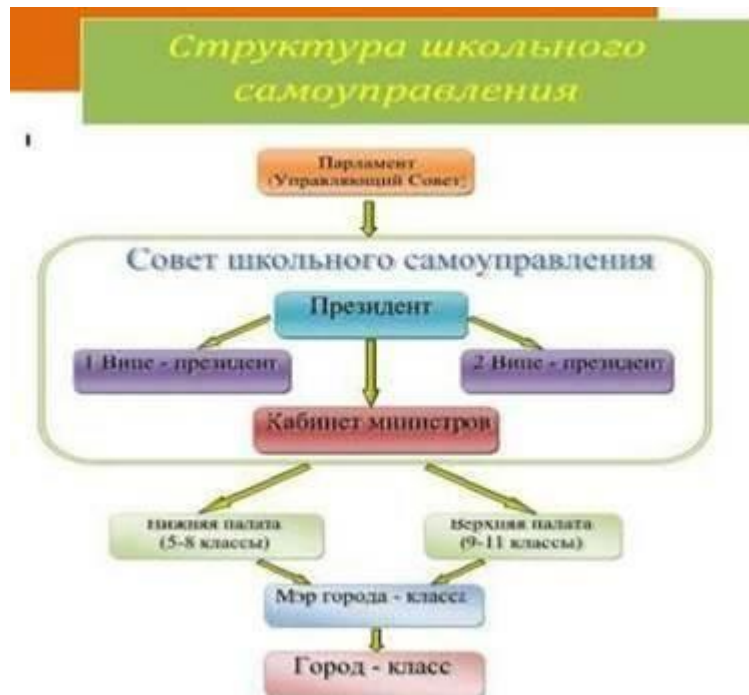 Структура школьного
самоуправления
Парламент
(Управляющий Совет)
Совет школьного самоуправления
Президент
1 Вице - президент
2 Вице - президент
Кабинет министров
Нижняя палата
(5-8 классы)
Верхняя палата
(9-11 классы)
Мэр города - класса
Город - класс